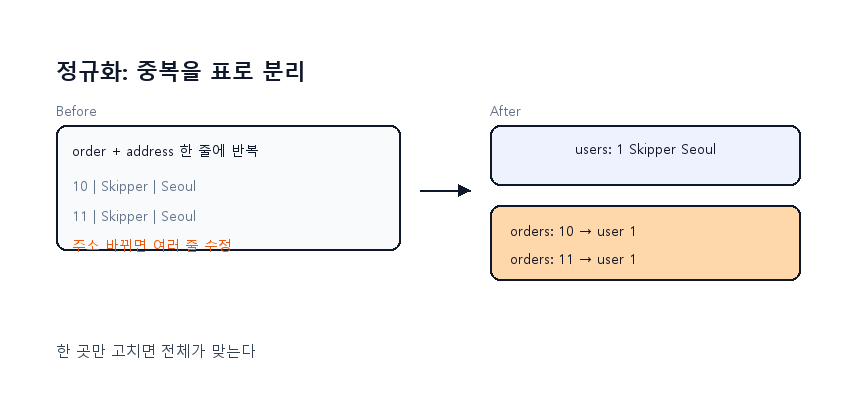 정규화: 중복을 표로 분리
Before
order + address 한 줄에 반복
10 | Skipper | Seoul
11 | Skipper | Seoul
주소 바뀌면 여러 줄 수정
After
users: 1 Skipper Seoul
orders: 10 → user 1
orders: 11 → user 1
한 곳만 고치면 전체가 맞는다